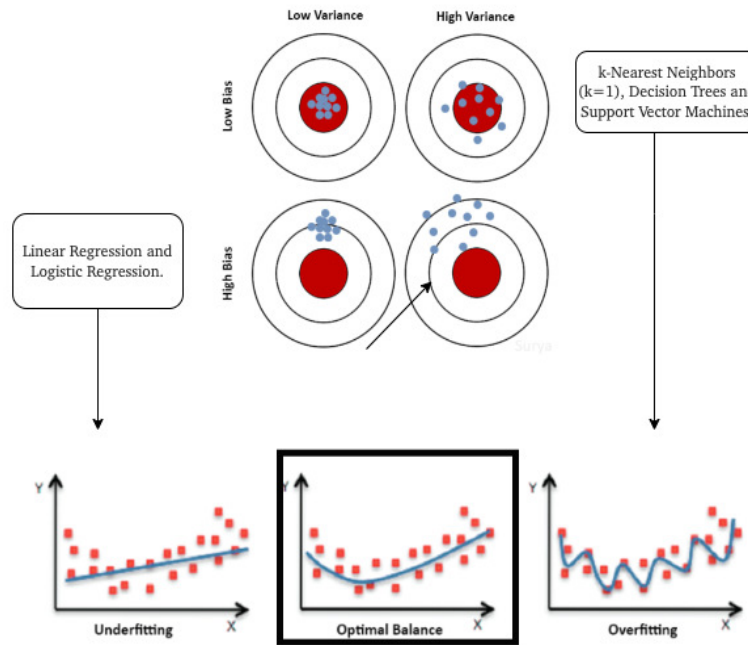 Low Variance
High Variance
Low Bias
k-Nearest Neighbors
(k=1), Decision Trees an
Support Vector Machines
High Bias
Linear Regression and
Logistic Regression.
Surya
Y
X
Underfitting
Y
X
Optimal Balance
Y
X
Overfitting